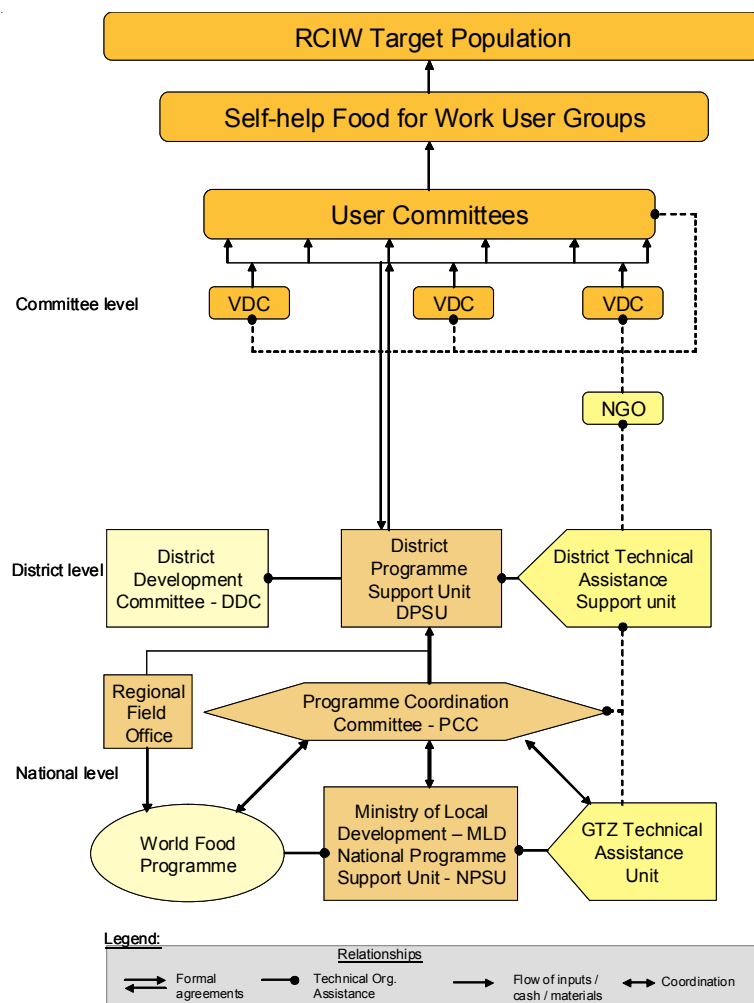 RCIW Target Population
Self-help Food for Work User Groups
User Committees
Committee level
VDC
VDC
VDC
NGO
District level
District
Development
Committee - DDC
District
Programme
Support Unit
DPSU
District Technical
Assistance
Support unit
Regional
Field
Office
Programme Coordination
Committee - PCC
National level
World Food
Programme
Ministry of Local
Development – MLD
National Programme
Support Unit - NPSU
GTZ Technical
Assistance
Unit
Legend:
Relationships
Formal
agreements
Technical Org.
Assistance
Flow of inputs /
cash / materials
Coordination